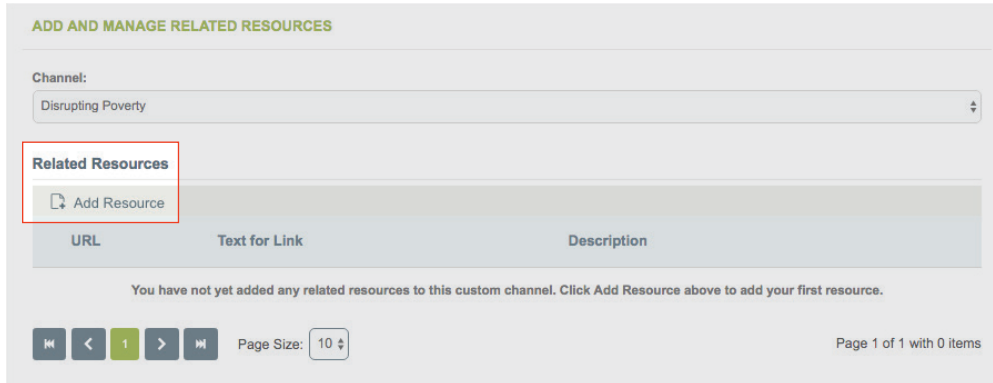 ADD AND MANAGE RELATED RESOURCES
Channel:
Disrupting Poverty
Related Resources
Add Resource
URL Text for Link Description
You have not yet added any related resources to this custom channel. Click Add Resource above to add your first resource.
1 Page Size: 10 Page 1 of 1 with 0 items